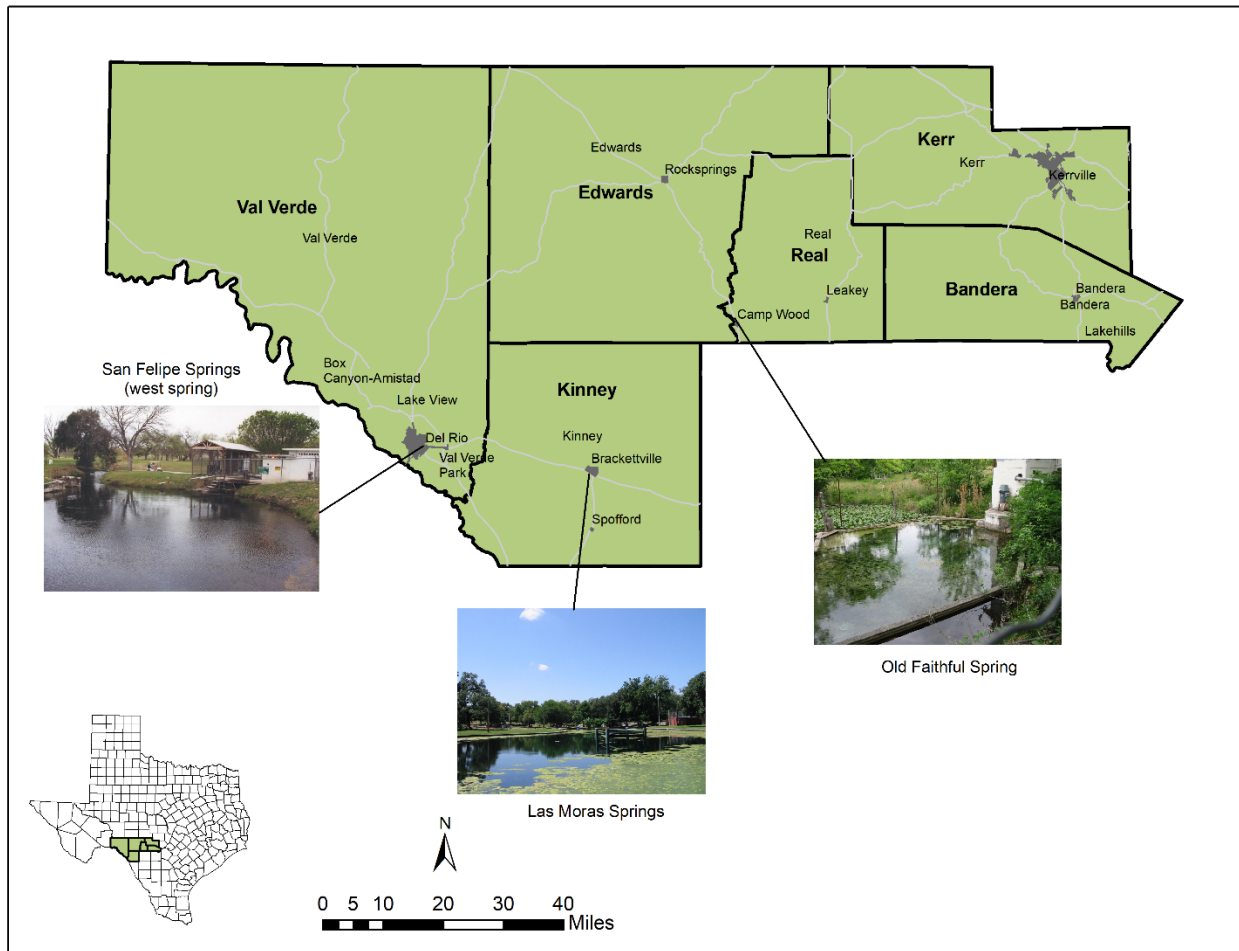 Kerr
Edwards
Kerr
Rocksprings
Kerrville
Edwards
Val Verde
Val Verde
Real
Real
Bandera
Leakey
Bandera
Bandera
Camp Wood
Lakehills
San Felipe Springs
(west spring)
Box
Canyon-Amistad
Kinney
Lake View
Del Rio
Val Verde
Park
Kinney
Brackettville
Spofford
Old Faithful Spring
Las Moras Springs
N
0 5 10 20 30 40
Miles